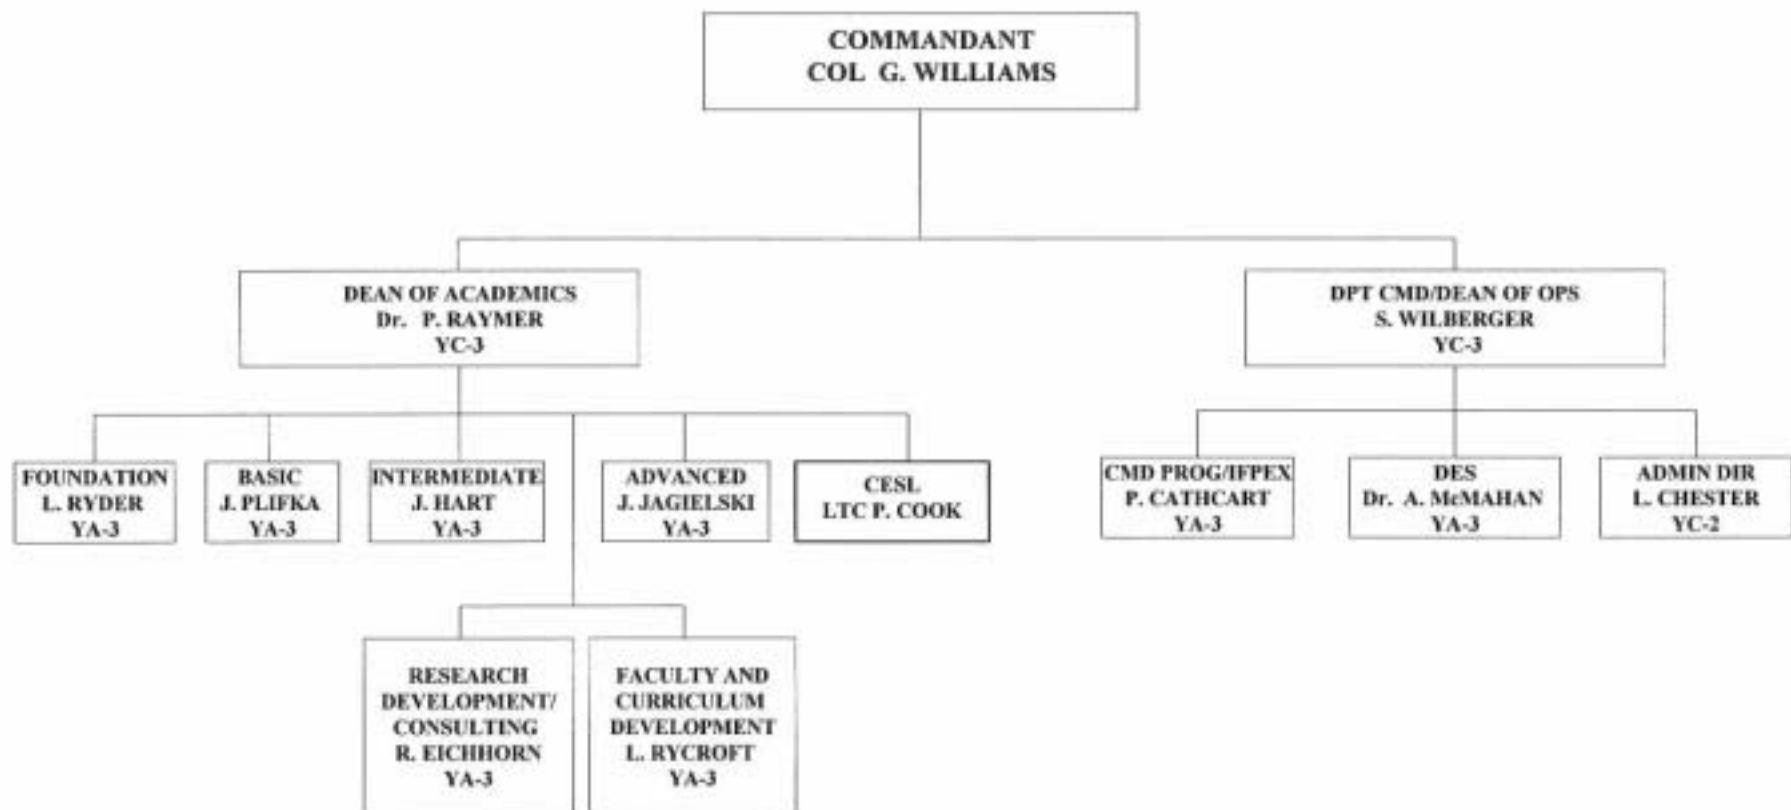 COMMANDANT
COL G. WILLIAMS
DEAN OF ACADEMICS
Dr. P. RAYMER
YC-3
DPT CMD/DEAN OF OPS
S. WILBERGER
YC-3
FOUNDATION
L. RYDER
YA-3
BASIC
J. PLIFKA
YA-3
INTERMEDIATE
J. HART
YA-3
ADVANCED
J. JAGIELSKI
YA-3
CESL
LTC P. COOK
CMD PROG/IFPEX
P. CATHCART
YA-3
DES
Dr. A. McMAHAN
YA-3
ADMIN DIR
L. CHESTER
YC-2
RESEARCH
DEVELOPMENT/
CONSULTING
R. EICHHORN
YA-3
FACULTY AND
CURRICULUM
DEVELOPMENT
L. RYCROFT
YA-3